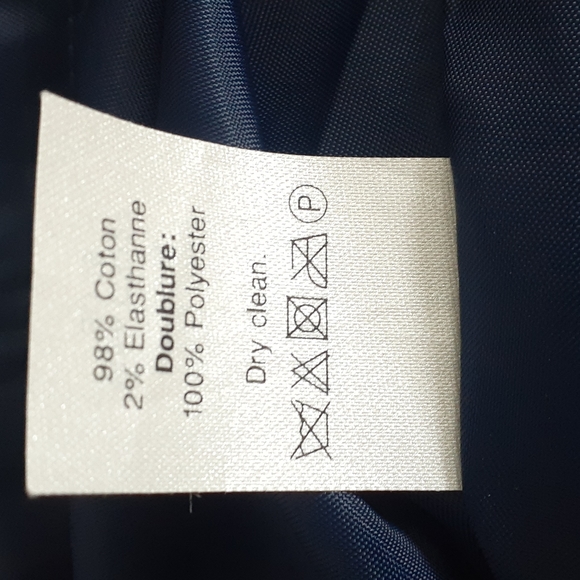 98% Coton
2% Elasthanne
Doublure:
100% Polyester
Dry clean.
P